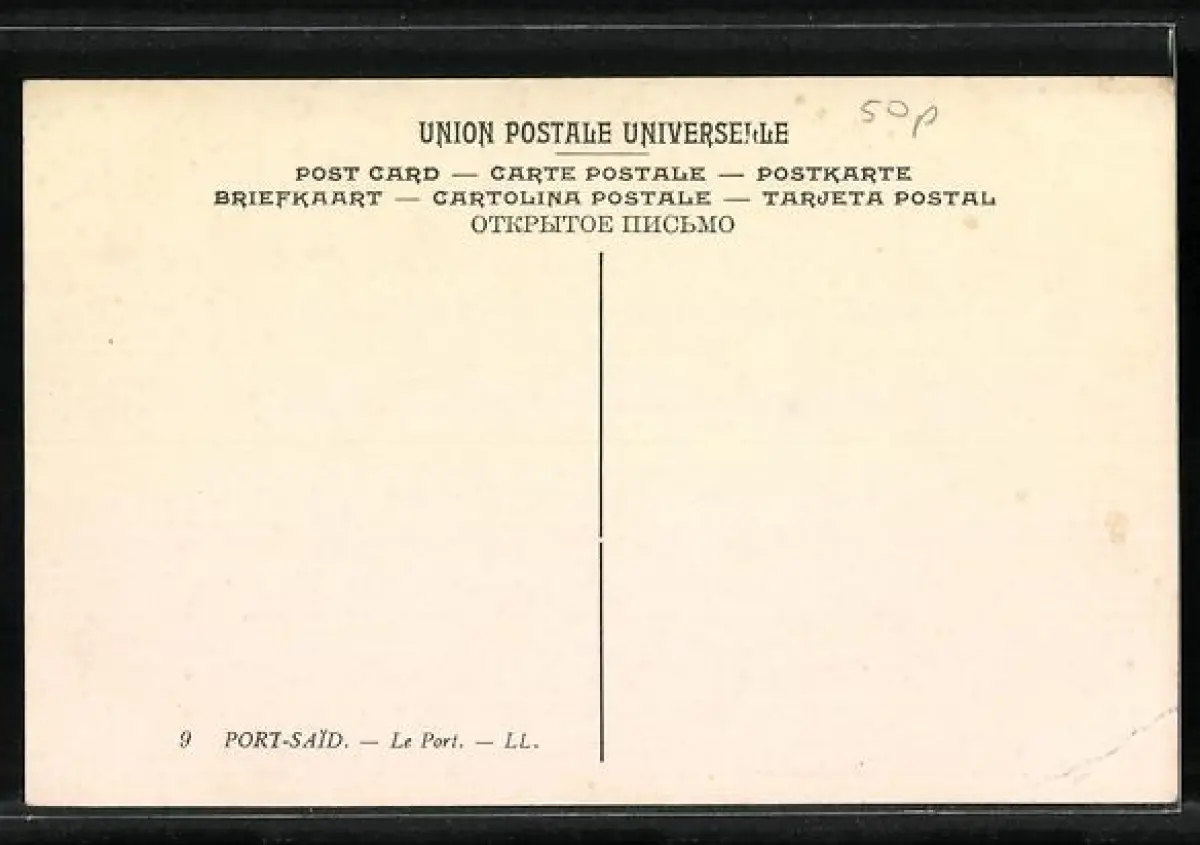 50p
UNION POSTALE UNIVERSELLE
POST CARD — CARTE POSTALE — POSTKARTE
BRIEFKAART — CARTOLINA POSTALE — TARJETA POSTAL
ОТКРЫТОЕ ПИСЬМО
9 PORT-SAÏD. — Le Port. — LL.